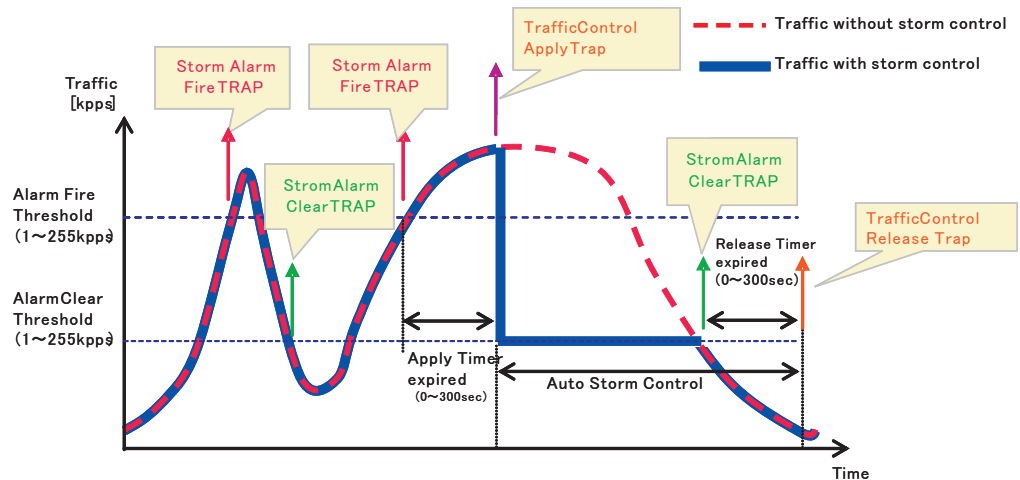 TrafficControl
ApplyTrap
Traffic without storm control
Traffic with storm control
Storm Alarm
FireTRAP
Storm Alarm
FireTRAP
Traffic
[kpps]
StromAlarm
ClearTRAP
StromAlarm
ClearTRAP
Alarm Fire
Threshold
(1～255kpps)
TrafficControl
Release Trap
Release Timer
expired
(0～300sec)
AlarmClear
Threshold
(1～255kpps)
Apply Timer
expired
(0～300sec)
Auto Storm Control
Time